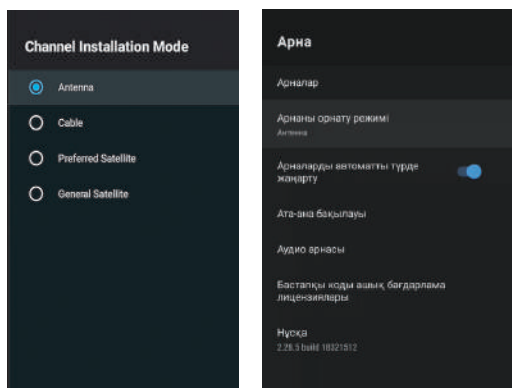 Channel Installation Mode
Antenna
Cable
Preferred Satellite
General Satellite
Арна
Арналар
Арнаны орнату режимі
Антенна
Арналарды автоматты түрде
жаңарту
Ата-ана бақылауы
Аудио арнасы
Бастапқы коды ашық бағдарлама
лицензиялары
Нұсқа
2.28.5 build 18321512